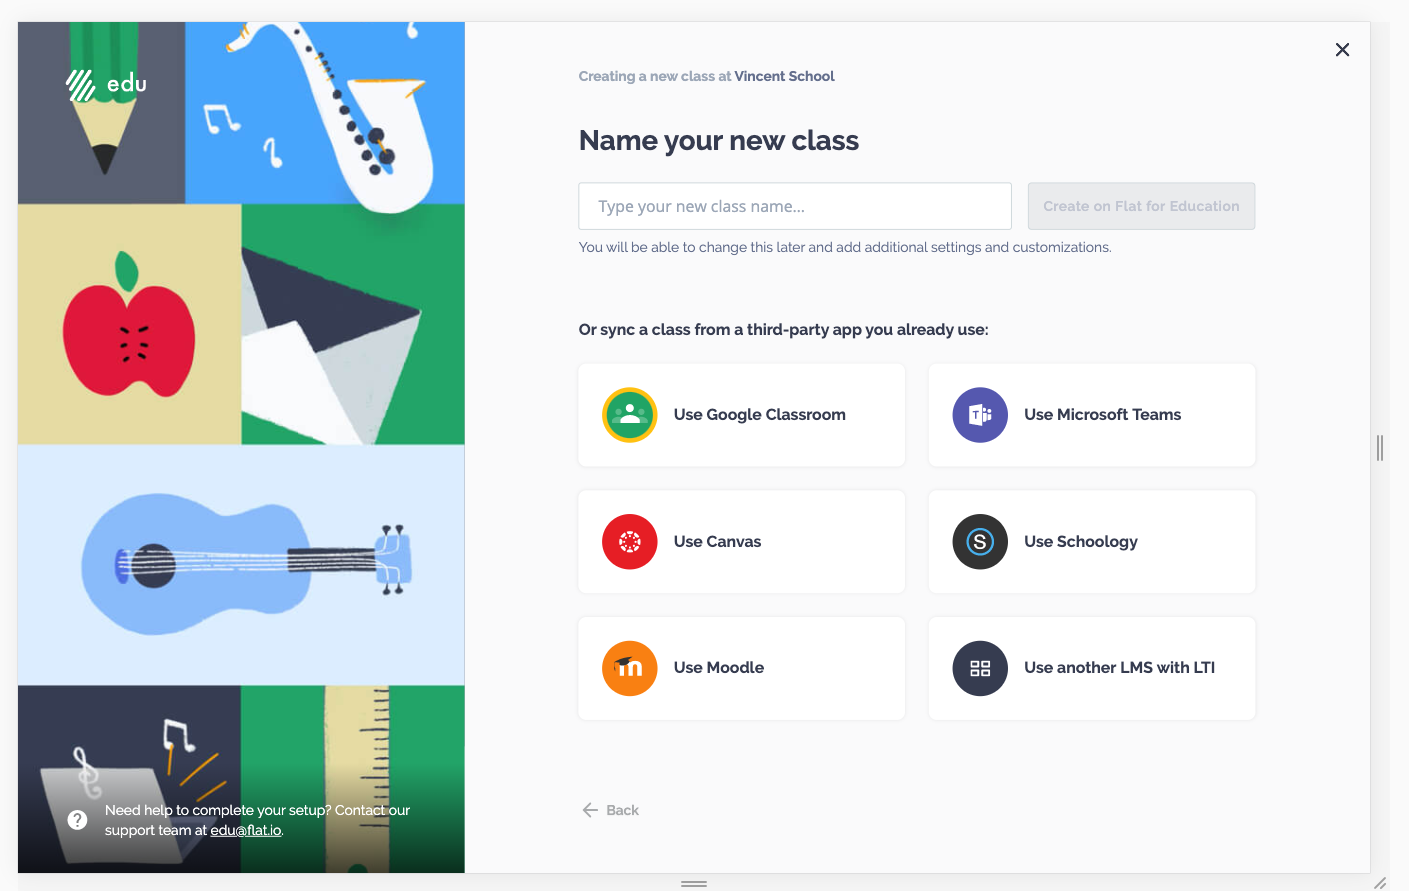 edu
Creating a new class at Vincent School
Name your new class
Type your new class name...
Create on Flat for Education
You will be able to change this later and add additional settings and customizations.
Or sync a class from a third-party app you already use:
Use Google Classroom
T
Use Microsoft Teams
Use Canvas
S
Use Schoology
m
Use Moodle
Use another LMS with LTI
Back
?
Need help to complete your setup? Contact our
support team at edu@flat.io.